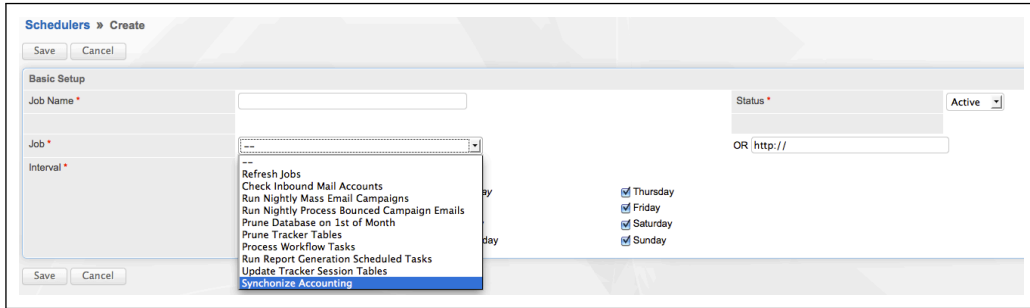 Schedulers » Create
Save Cancel
Basic Setup
Job Name * Status * Active
Job * -- OR http://
Interval *
--
Refresh Jobs
Check Inbound Mail Accounts
Run Nightly Mass Email Campaigns
Run Nightly Process Bounced Campaign Emails
Prune Database on 1st of Month
Prune Tracker Tables
Process Workflow Tasks
Run Report Generation Scheduled Tasks
Update Tracker Session Tables
Synchonize Accounting
Thursday
Friday
Saturday
day Sunday
Save Cancel